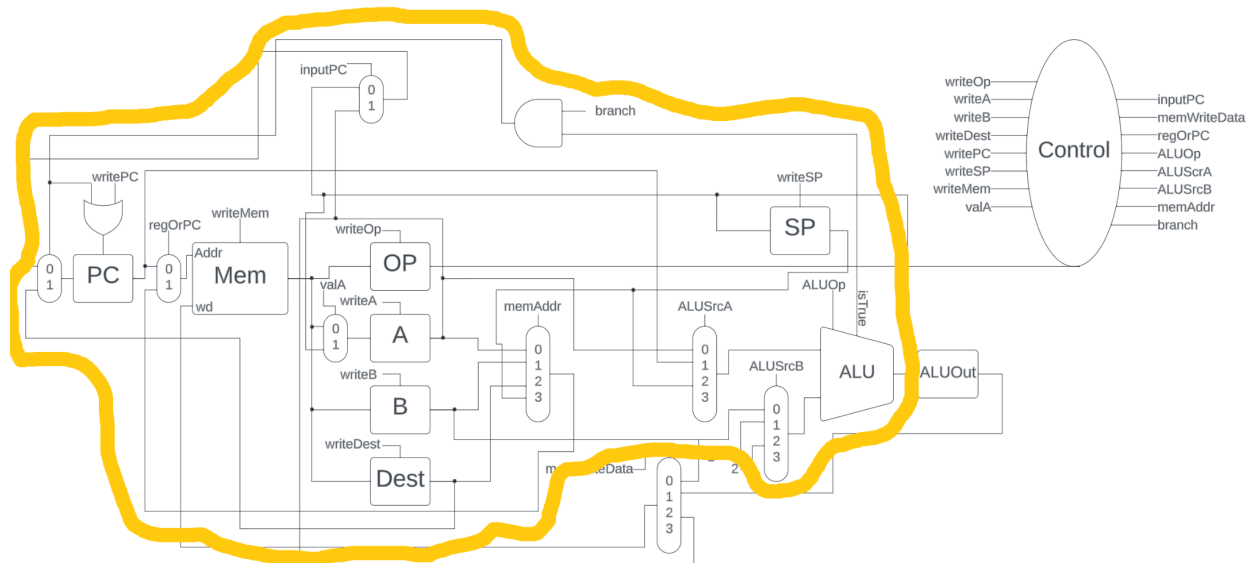 inputPC
0
1
branch
writeOp
writeA
writeB
writeDest
writePC
writeSP
writeMem
valA
Control
inputPC
memWriteData
regOrPC
ALUOp
ALUScrA
ALUSrcB
memAddr
branch
writePC
writeSP
SP
regOrPC
writeMem
writeOp
0
1
PC
0
1
Addr
Mem
wd
OP
valA
0
1
writeA
A
memAddr
0
1
2
3
ALUSrcA
0
1
2
3
ALUOp
isTrue
ALU
ALUOut
writeB
B
ALUSrcB
0
1
2
3
writeDest
Dest
2
0
1
2
3